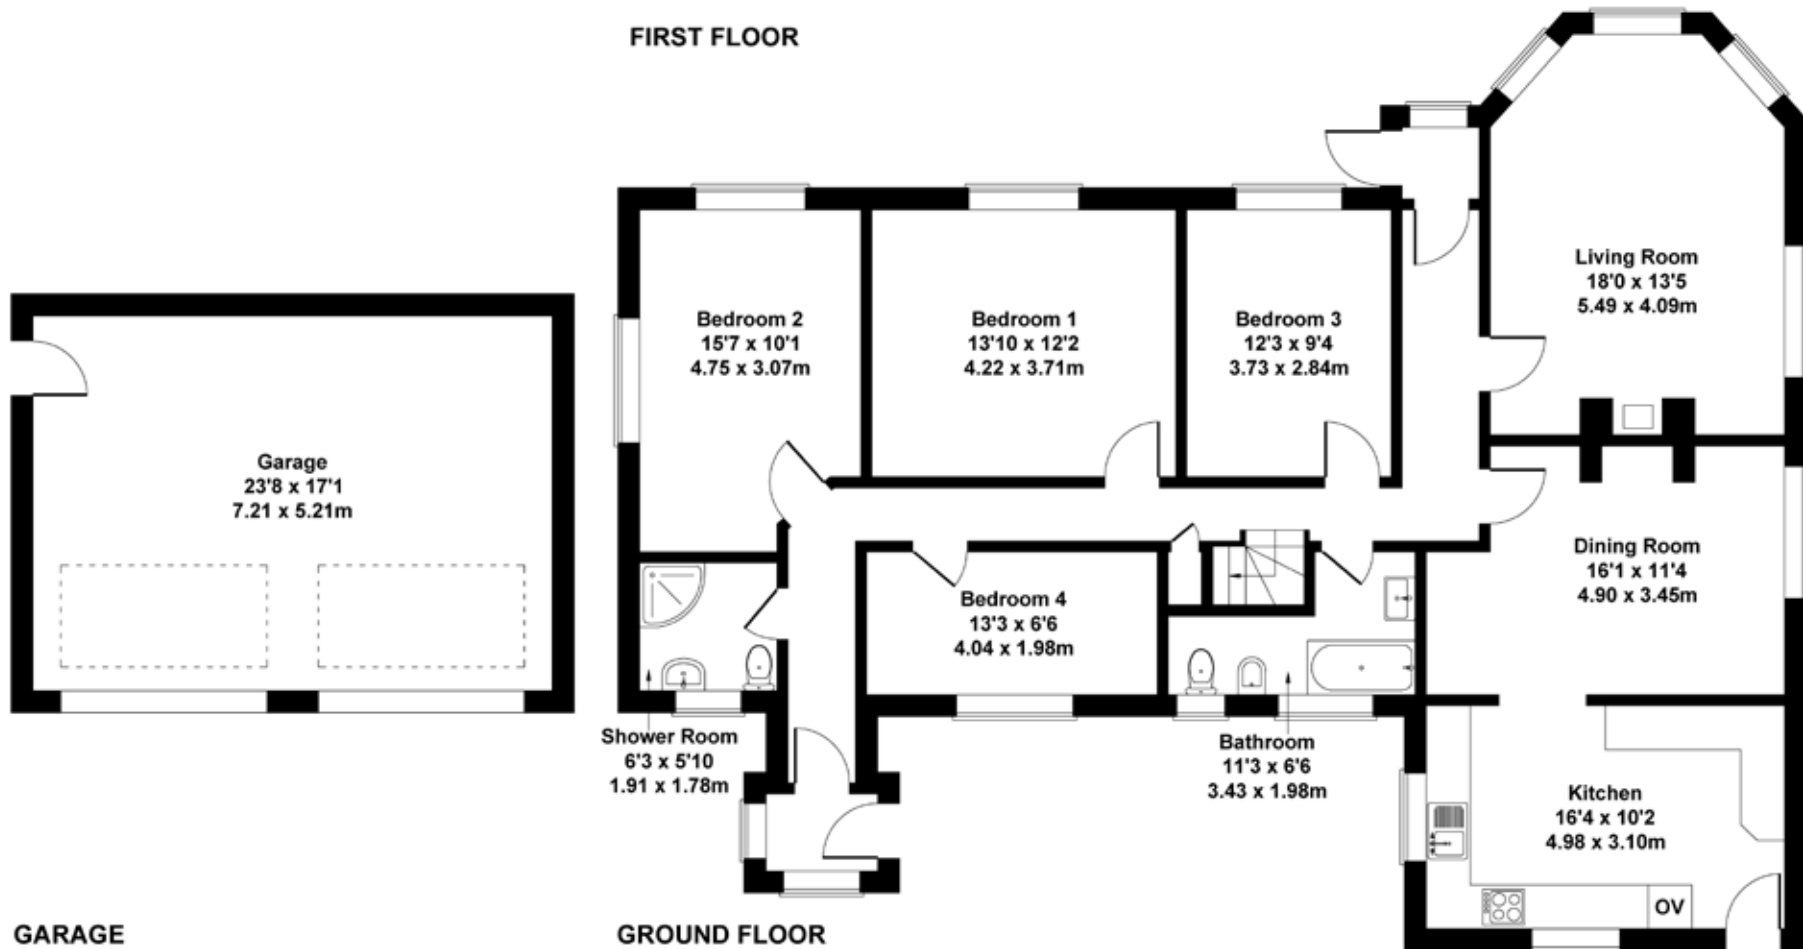 FIRST FLOOR
Living Room
18'0 x 13'5
5.49 x 4.09m
Bedroom 2
15'7 x 10'1
4.75 x 3.07m
Bedroom 1
13'10 x 12'2
4.22 x 3.71m
Bedroom 3
12'3 x 9'4
3.73 x 2.84m
Garage
23'8 x 17'1
7.21 x 5.21m
Dining Room
16'1 x 11'4
4.90 x 3.45m
Bedroom 4
13'3 x 6'6
4.04 x 1.98m
Shower Room
6'3 x 5'10
1.91 x 1.78m
Bathroom
11'3 x 6'6
3.43 x 1.98m
Kitchen
16'4 x 10'2
4.98 x 3.10m
OV
GARAGE
GROUND FLOOR